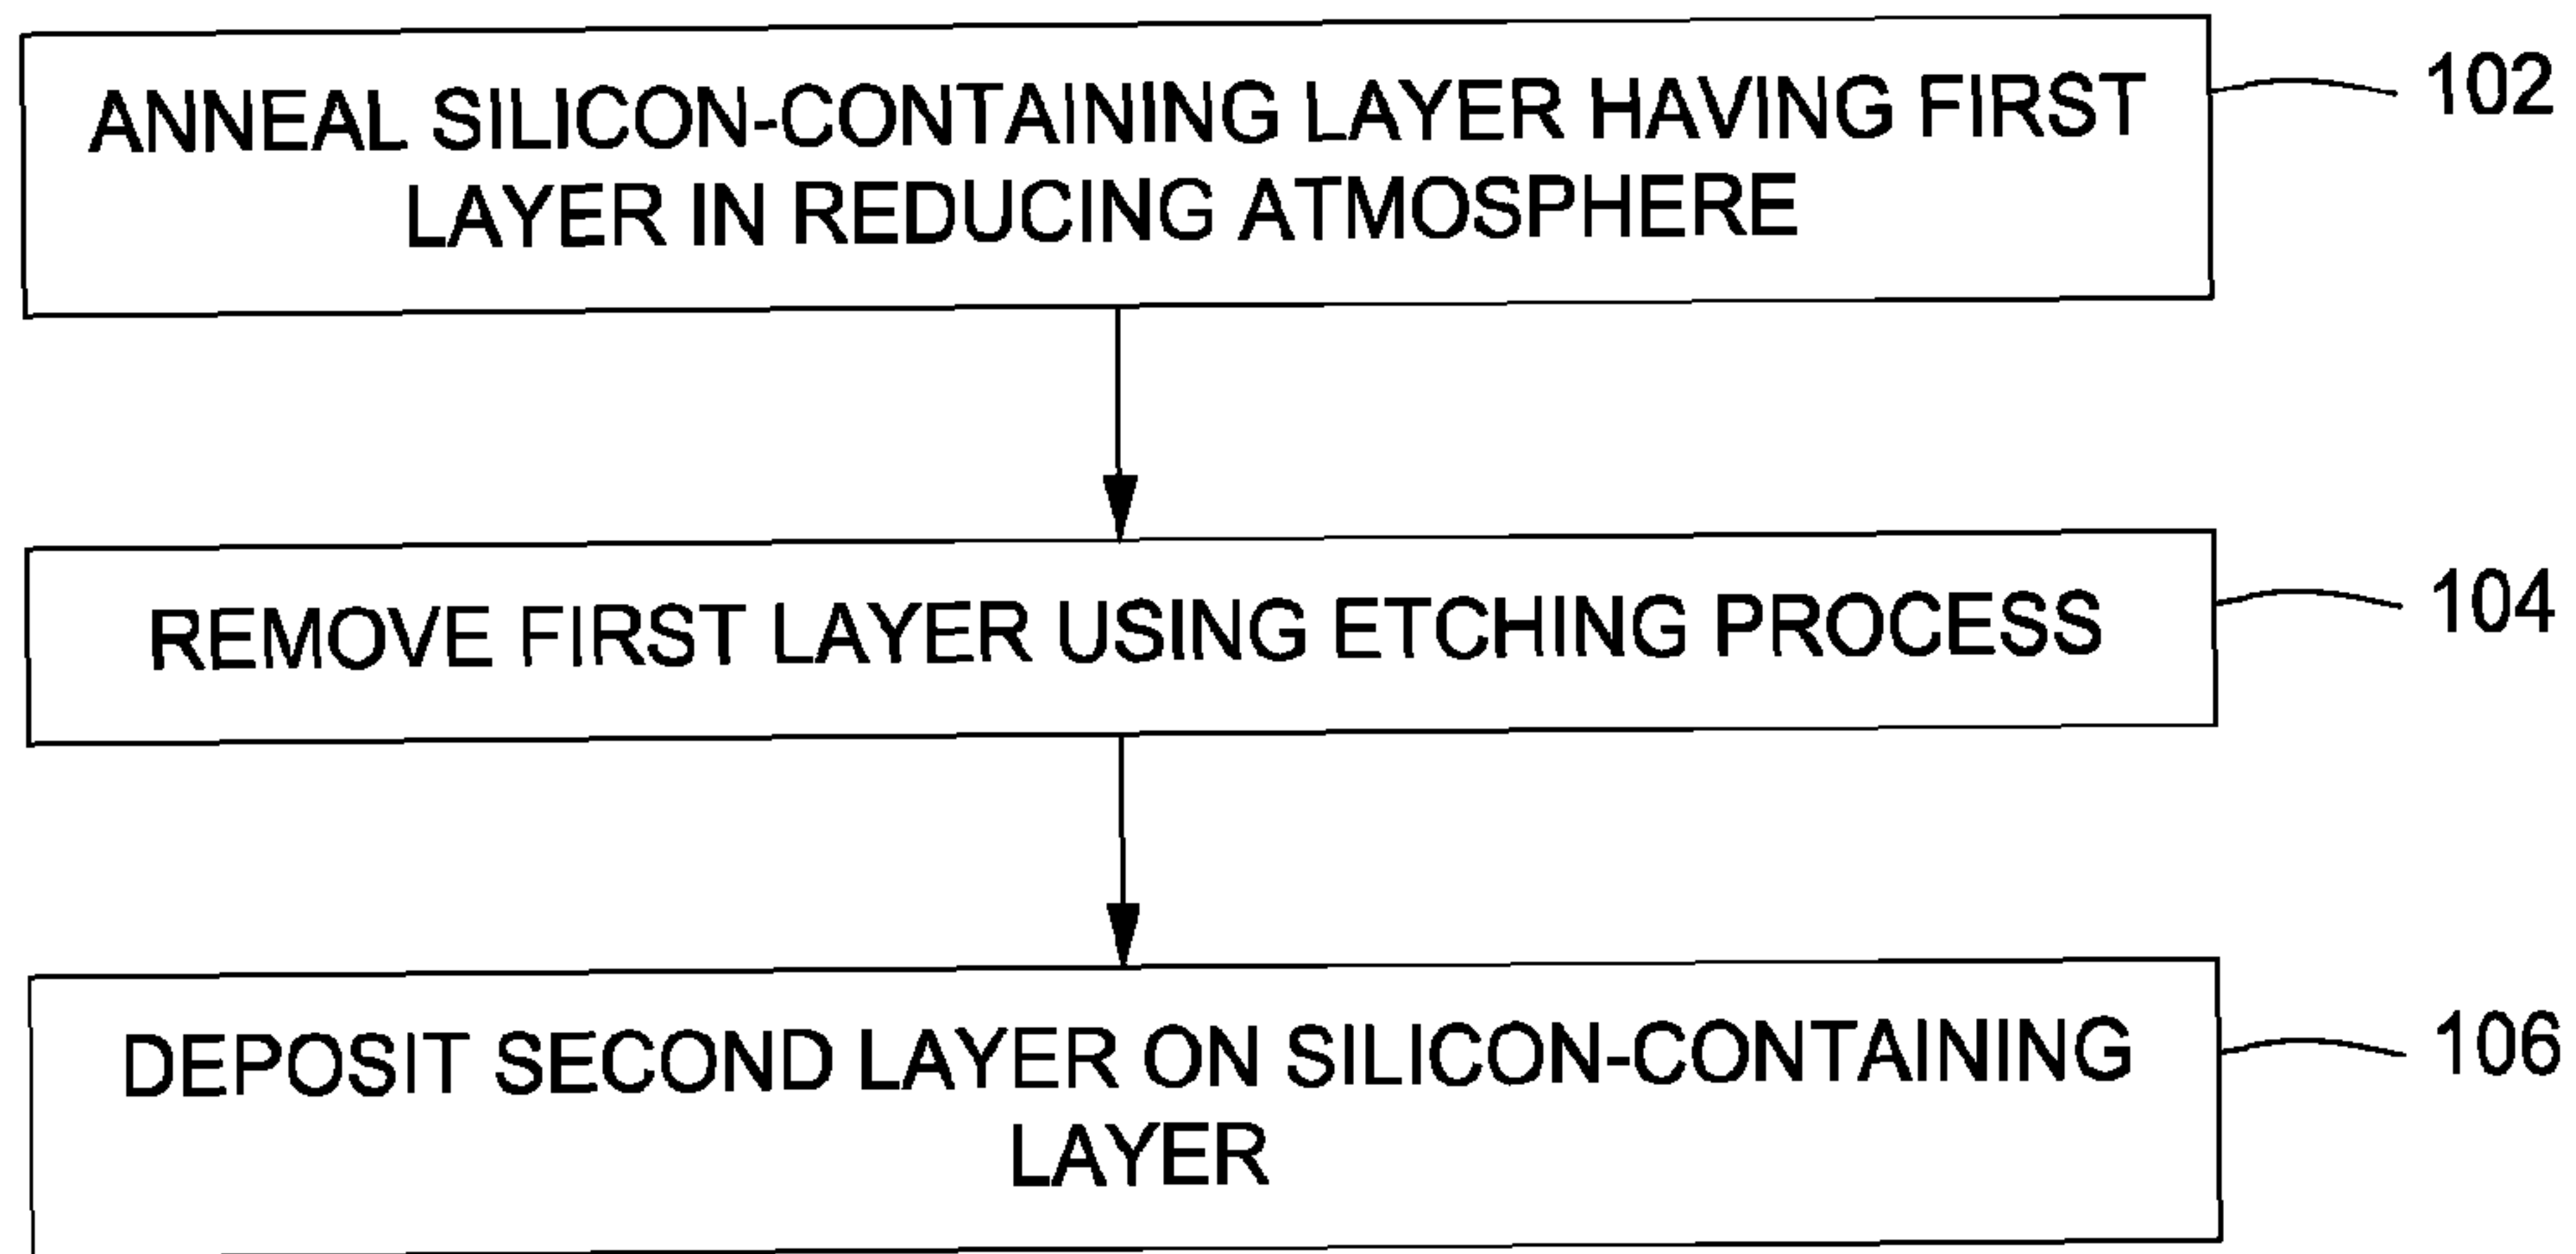 ANNEAL SILICON-CONTAINING LAYER HAVING FIRST
LAYER IN REDUCING ATMOSPHERE
102
REMOVE FIRST LAYER USING ETCHING PROCESS
104
DEPOSIT SECOND LAYER ON SILICON-CONTAINING
LAYER
106